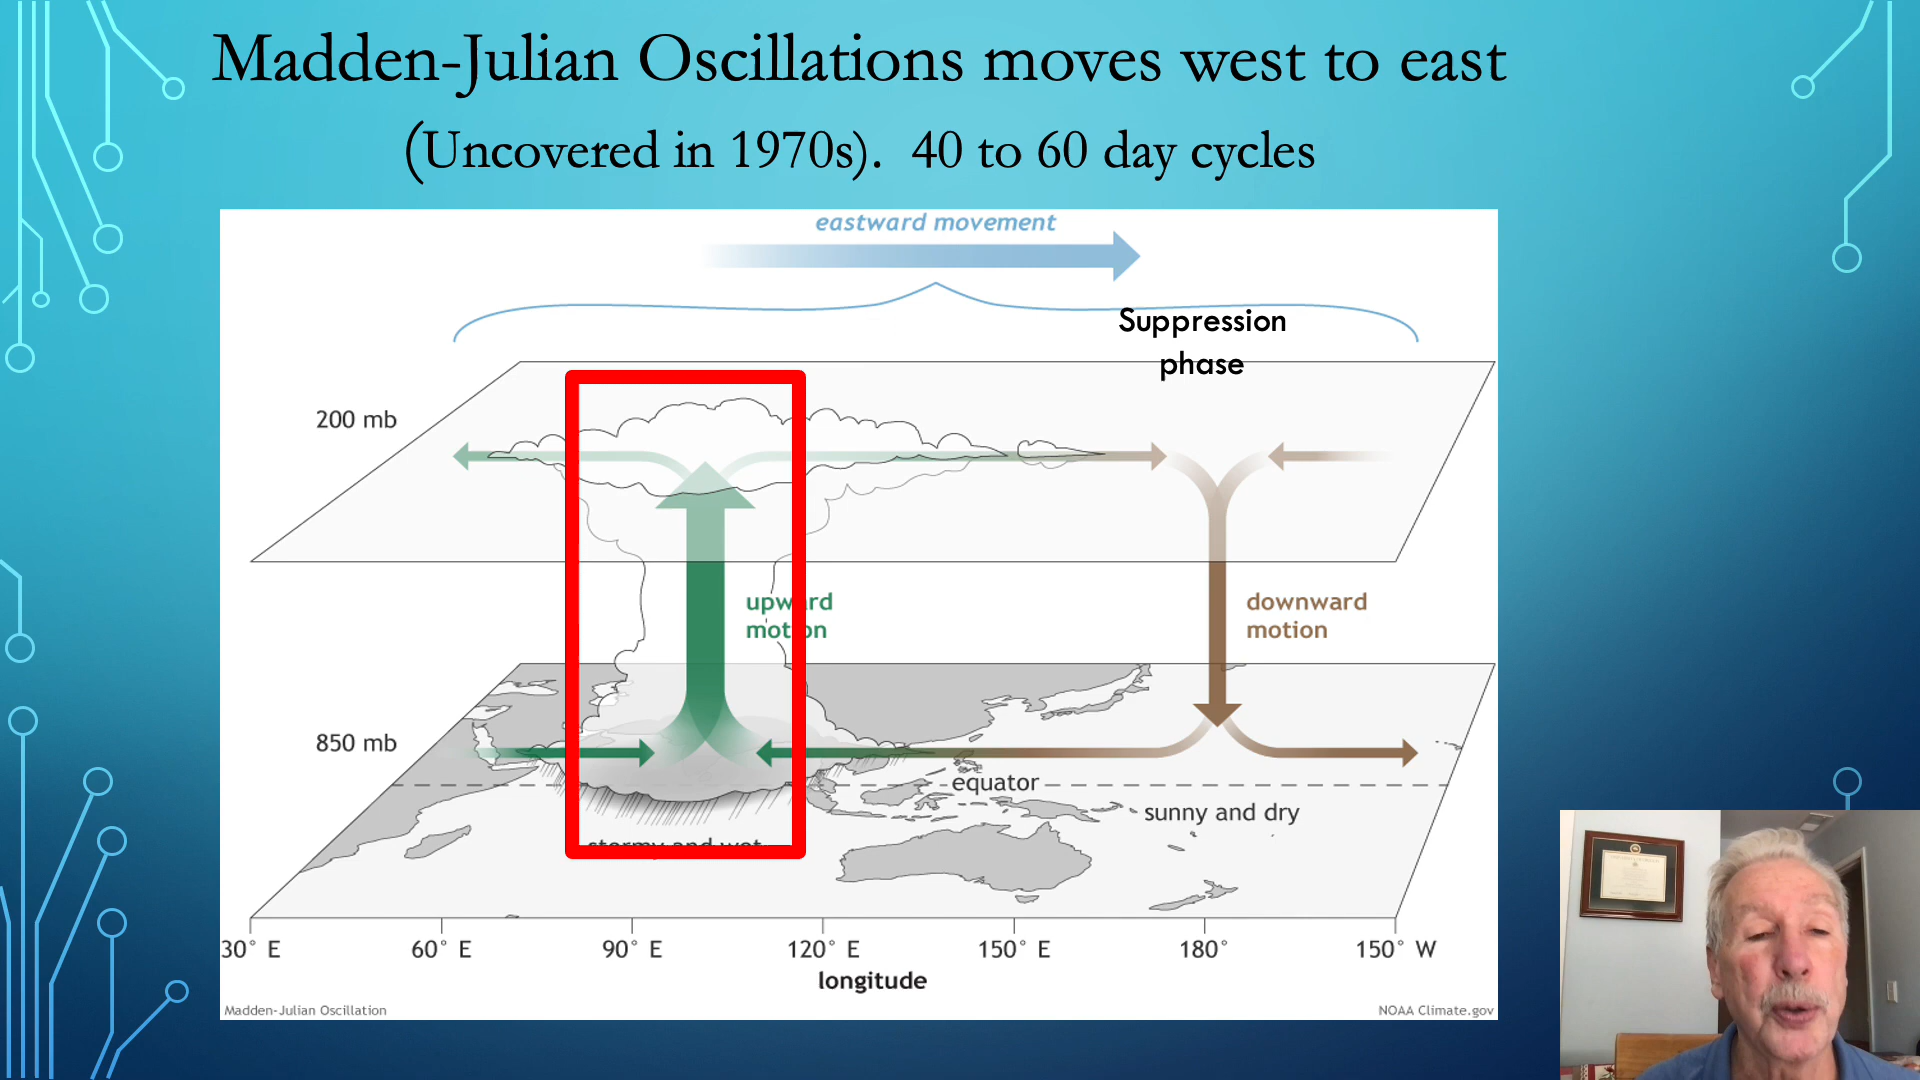 Madden-Julian Oscillations moves west to east
(Uncovered in 1970s).  40 to 60 day cycles
eastward movement
Suppression
phase
200 mb
upward
motion
downward
motion
850 mb
equator
sunny and dry
stormy and wet
30° E
60° E
90° E
120° E
150° E
180°
150° W
longitude
Madden-Julian Oscillation
NOAA Climate.gov